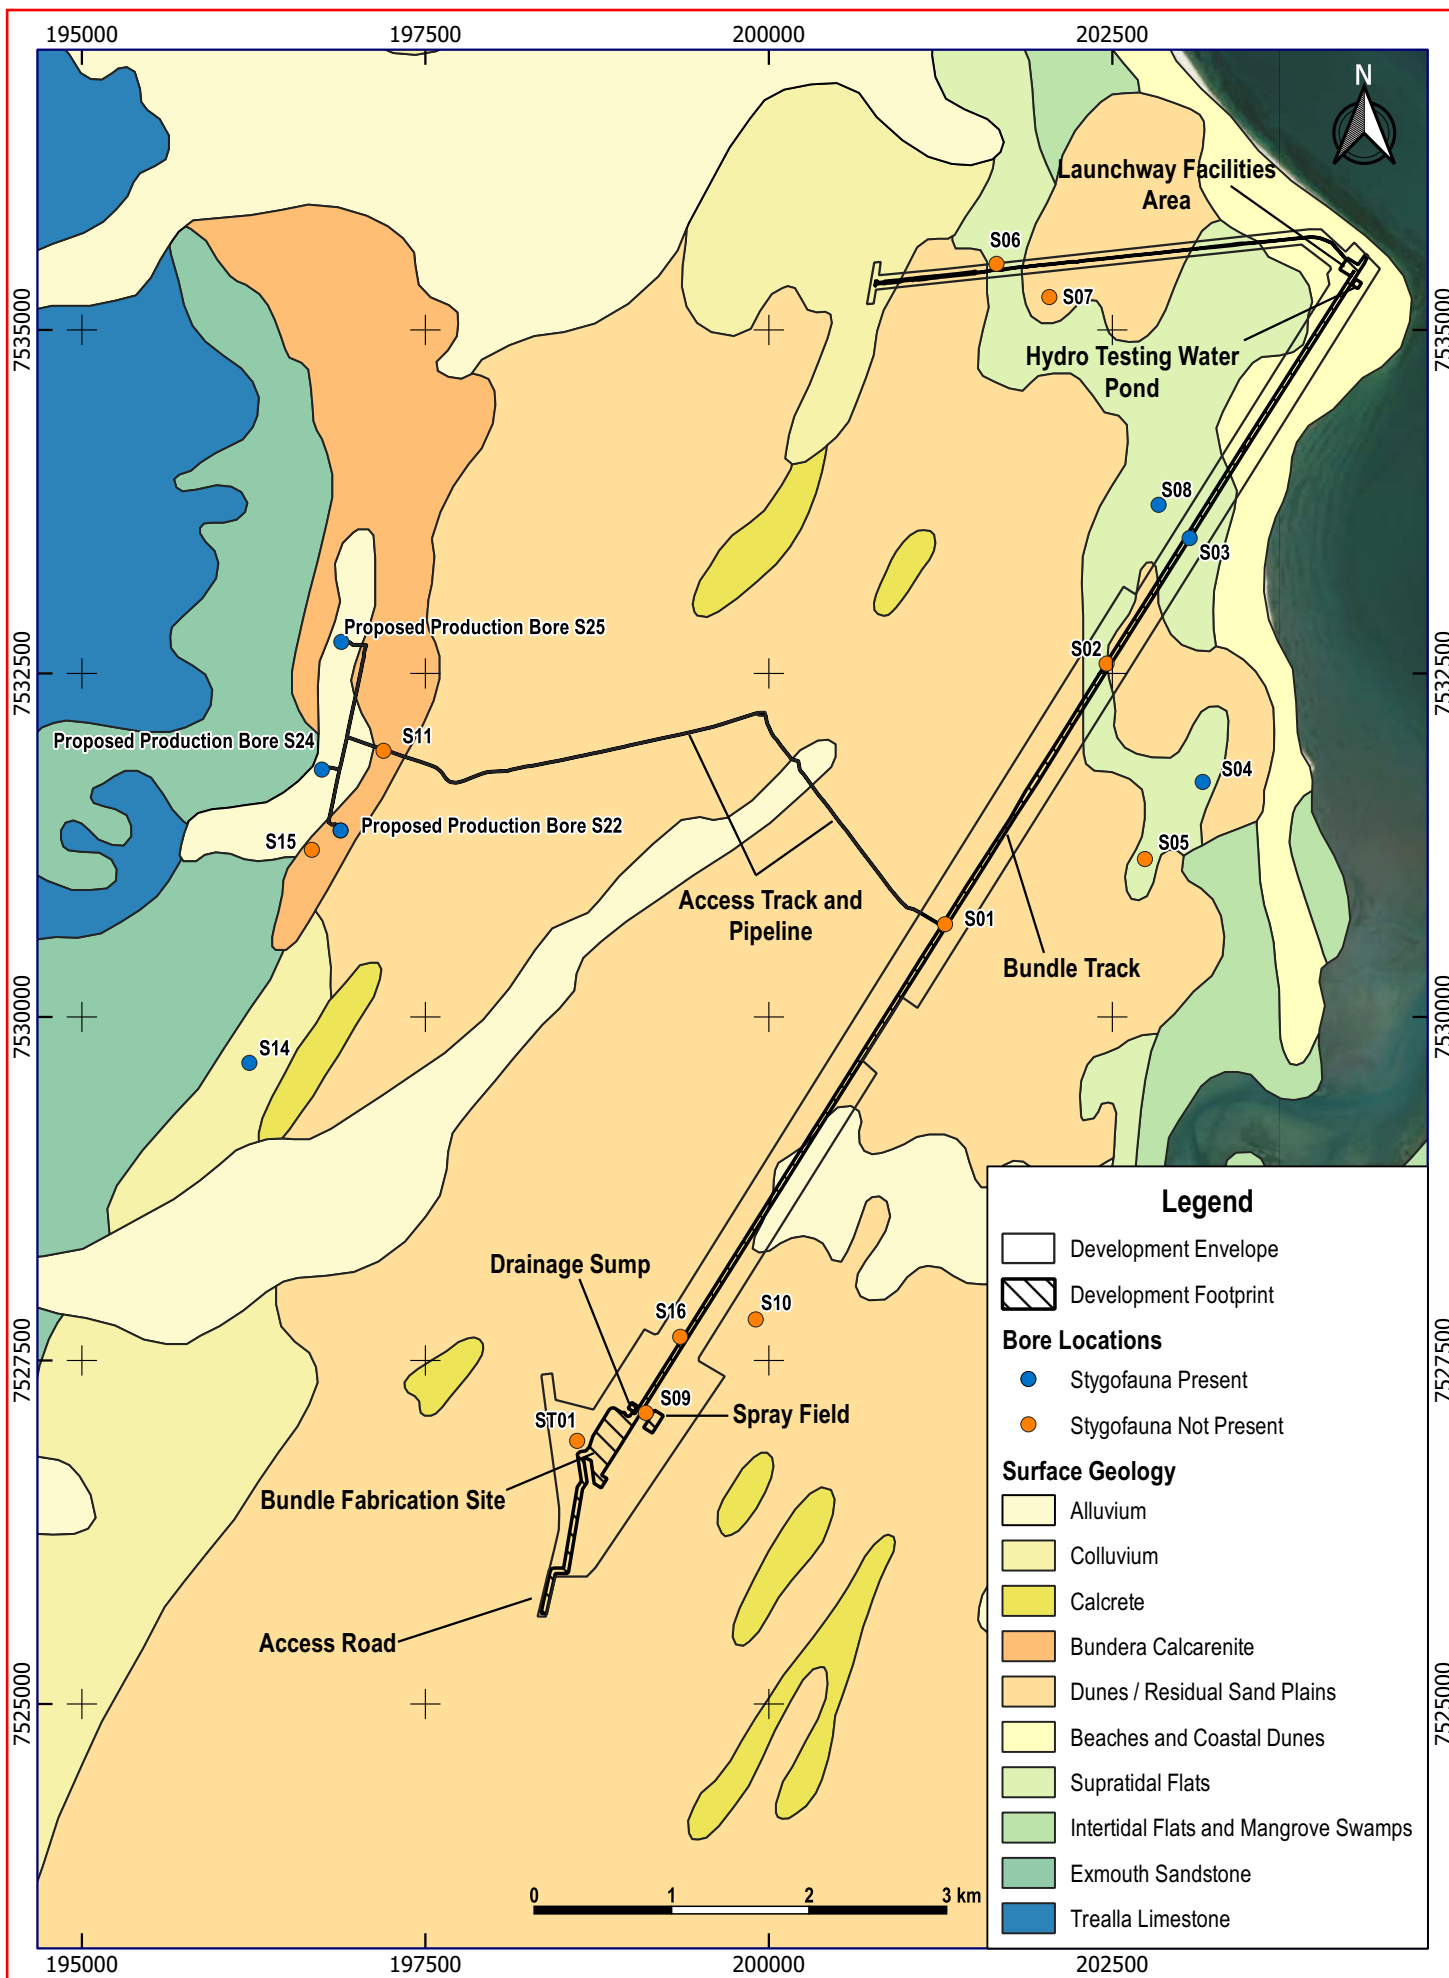 195000
197500
200000
202500
N
Launchway Facilities
Area
S06
S07
7535000
7535000
Hydro Testing Water
Pond
S08
S03
Proposed Production Bore S25
7532500
7532500
S02
Proposed Production Bore S24
S11
S04
Proposed Production Bore S22
S15
S05
Access Track and
Pipeline
S01
Bundle Track
7530000
7530000
S14
Legend
Development Envelope
Development Footprint
Bore Locations
Stygofauna Present
Stygofauna Not Present
Surface Geology
Alluvium
Colluvium
Calcrete
Bundera Calcarenite
Dunes / Residual Sand Plains
Beaches and Coastal Dunes
Supratidal Flats
Intertidal Flats and Mangrove Swamps
Exmouth Sandstone
Trealla Limestone
Drainage Sump
S16
S10
7527500
7527500
S09
Spray Field
ST01
Bundle Fabrication Site
Access Road
7525000
7525000
0 1 2 3 km
195000
197500
200000
202500